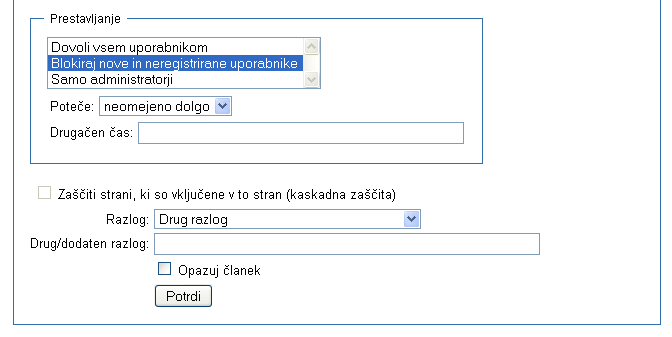 Prestavljanje
Dovoli vsem uporabnikom
Blokiraj nove in neregistrirane uporabnike
Samo administratorji
Poteče: neomejeno dolgo
Drugačen čas:
Zaščiti strani, ki so vključene v to stran (kaskadna zaščita)
Razlog: Drug razlog
Drug/dodaten razlog:
Opazuj članek
Potrdi